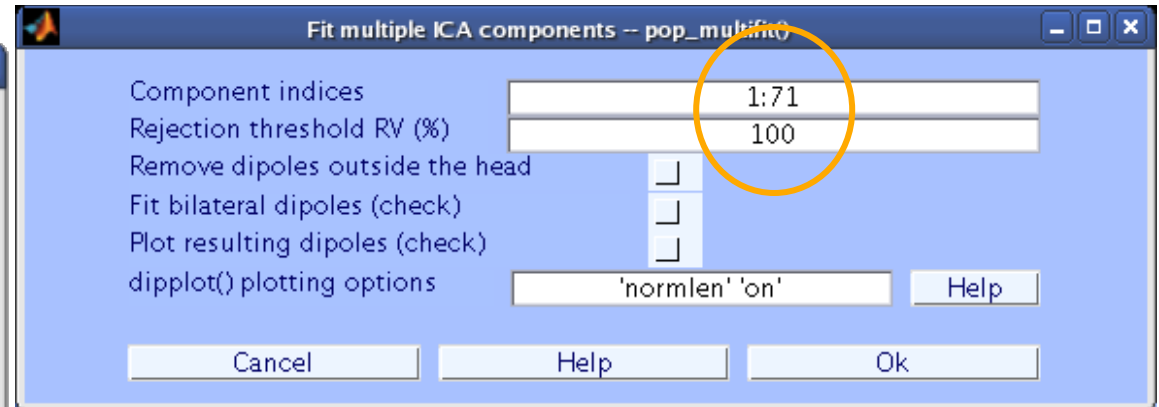 Fit multiple ICA components -- pop_multifit()
Component indices 1:71
Rejection threshold RV (%) 100
Remove dipoles outside the head
Fit bilateral dipoles (check)
Plot resulting dipoles (check)
dipplot() plotting options 'normlen' 'on' Help
Cancel Help Ok